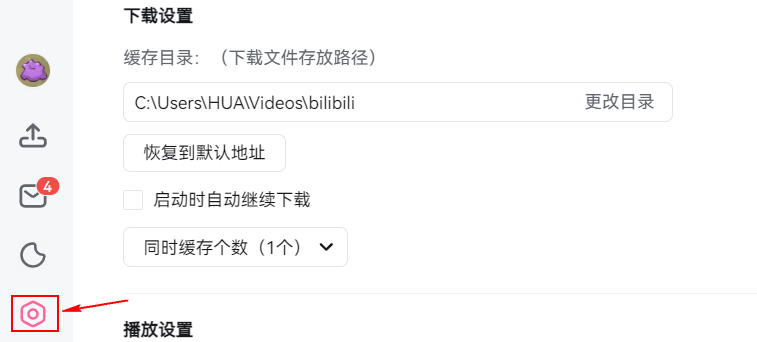 下载设置
缓存目录：（下载文件存放路径）
C:\Users\HUA\Videos\bilibili 更改目录
恢复到默认地址
4
启动时自动继续下载
同时缓存个数（1个）
播放设置